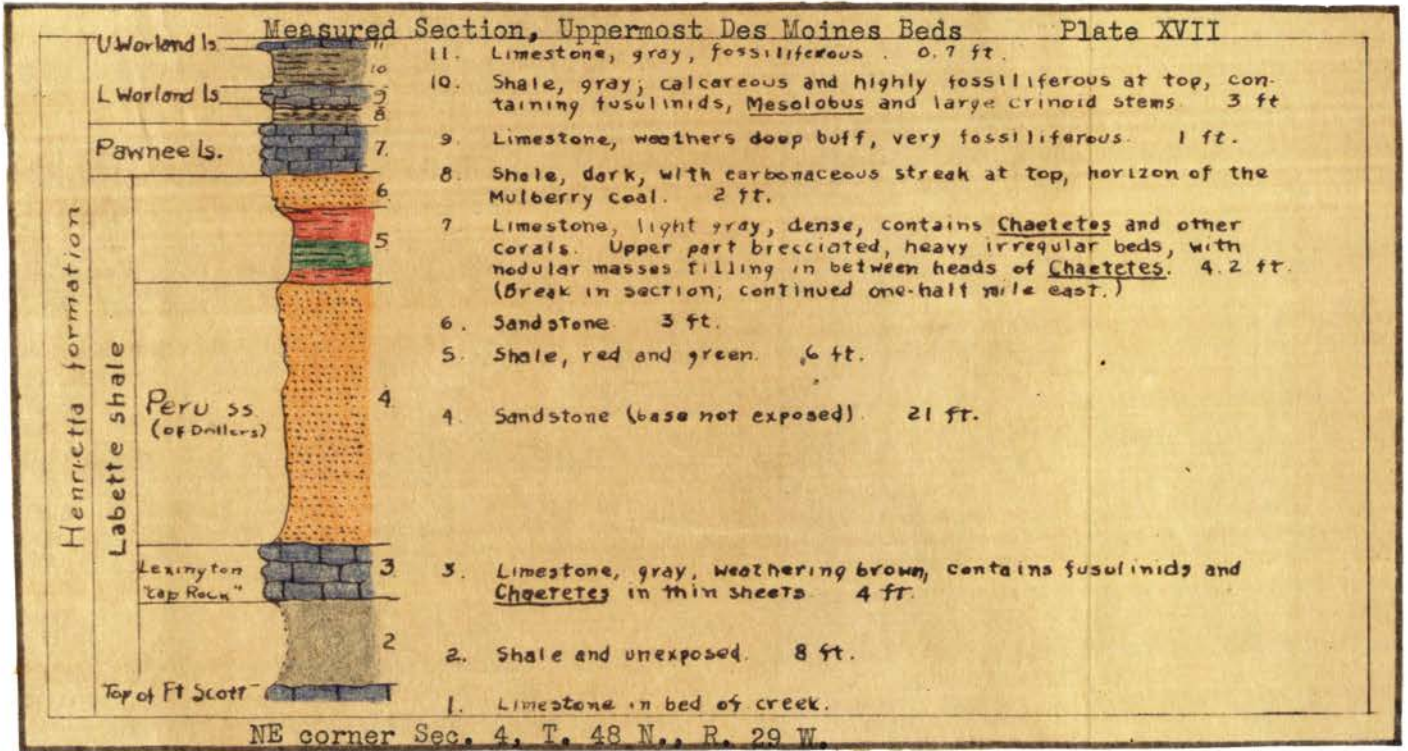 Measured Section, Uppermost Des Moines Beds Plate XVII
U Worland ls.
L Worland ls
Pawnee ls.
Henrietta formation
Labette shale
Peru ss
(of Drillers)
Lexington
"cap Rock"
Top of Ft Scott
11
10
9
8
7.
6.
5
4.
3
2
11. Limestone, gray, fossiliferous. 0.7 ft.
10. Shale, gray; calcareous and highly fossiliferous at top, con-
taining fusulinids, Mesolobus and large crinoid stems. 3 ft
9. Limestone, weathers deep buff, very fossiliferous. 1 ft.
8. Shale, dark, with carbonaceous streak at top, horizon of the
Mulberry coal. 2 ft.
7 Limestone, light gray, dense, contains Chaetetes and other
corals. Upper part brecciated, heavy irregular beds, with
nodular masses filling in between heads of Chaetetes. 4.2 ft.
(Break in section; continued one-half mile east.)
6. Sandstone 3 ft.
5. Shale, red and green. 6 ft.
4. Sandstone (base not exposed) 21 ft.
3. Limestone, gray, weathering brown, contains fusulinids and
Chaetetes in thin sheets. 4 ft.
2. Shale and unexposed. 8 ft.
1. Limestone in bed of creek.
NE corner Sec. 4, T. 48 N., R. 29 W.